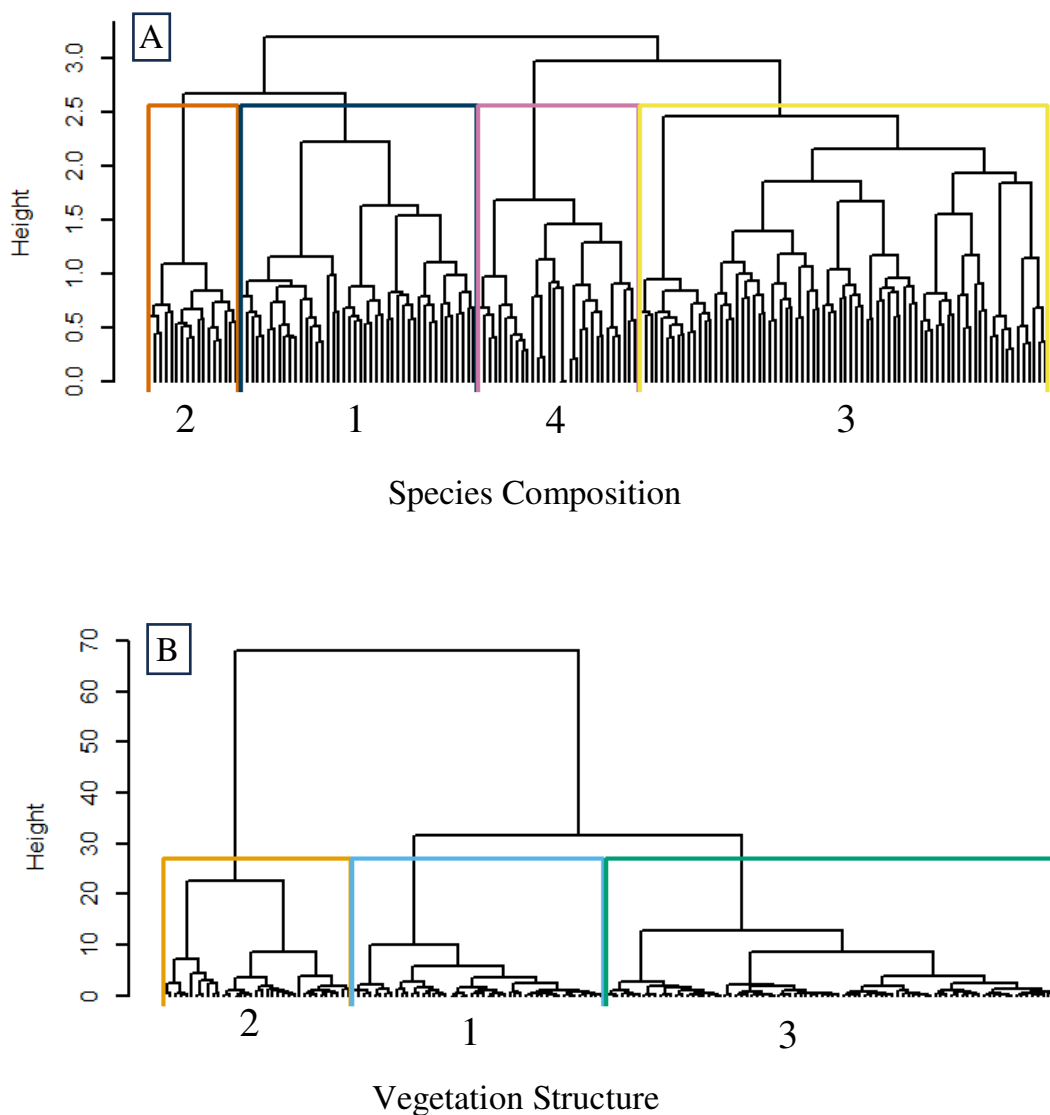 A
Height
0.0 0.5 1.0 1.5 2.0 2.5 3.0
2 1 4 3
Species Composition
B
Height
0 10 20 30 40 50 60 70
2 1 3
Vegetation Structure